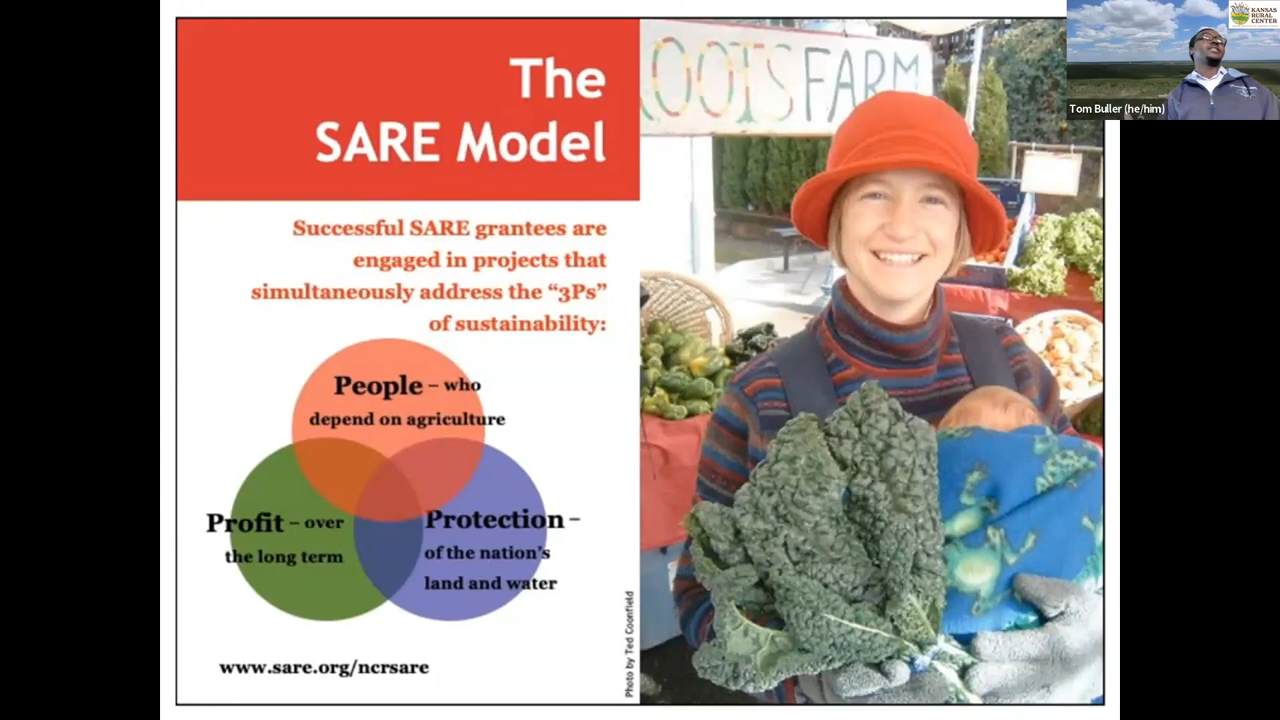 The
SARE Model
Successful SARE grantees are
engaged in projects that
simultaneously address the “3Ps”
of sustainability:
People – who
depend on agriculture
Profit – over
the long term
Protection –
of the nation's
land and water
www.sare.org/ncrsare
Photo by Ted Coonfield
OOTS FARM
KANSAS
RURAL
CENTER
Tom Buller (he/him)